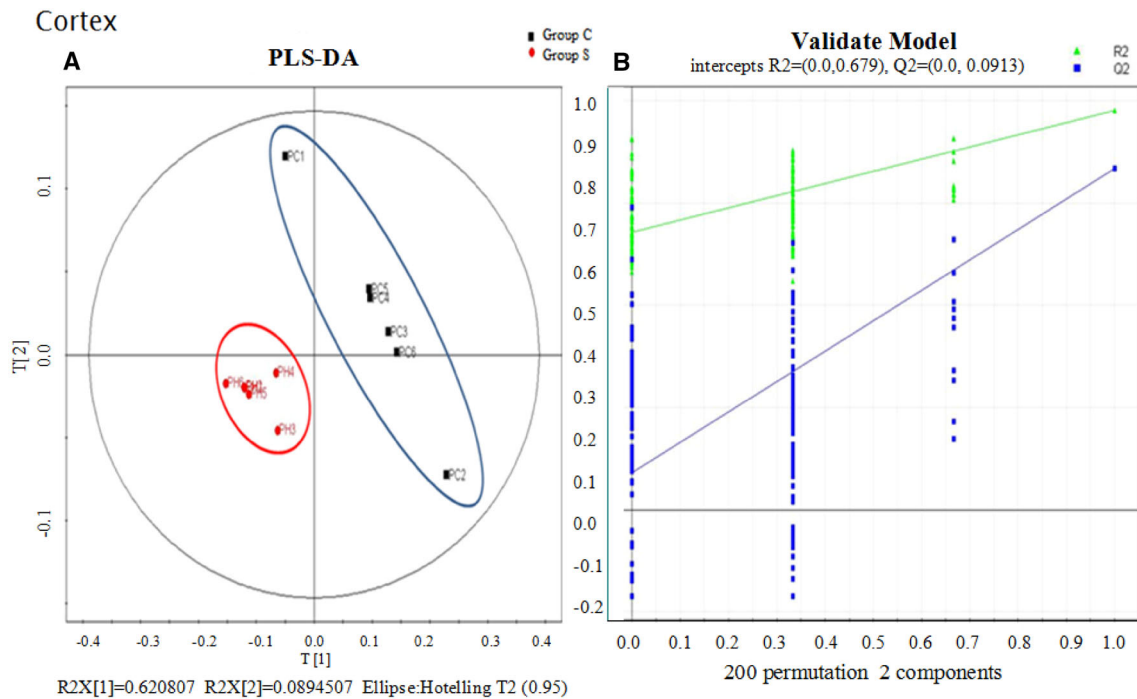 Cortex
Group C
Group S
A
PLS-DA
0.1
0.0
-0.1
T[2]
PC1
PC5
PC4
PC3
PC6
PC2
PH4
PH6
PH5
PH3
-0.4 -0.3 -0.2 -0.1 0.0 0.1 0.2 0.3 0.4
T [1]
R2X[1]=0.620807 R2X[2]=0.0894507 Ellipse:Hotelling T2 (0.95)
B
Validate Model
intercepts R2=(0.0,0.679), Q2=(0.0, 0.0913)
R2
Q2
1.0
0.9
0.8
0.7
0.6
0.5
0.4
0.3
0.2
0.1
0.0
-0.1
-0.2
0.0 0.1 0.2 0.3 0.4 0.5 0.6 0.7 0.8 0.9 1.0
200 permutation 2 components